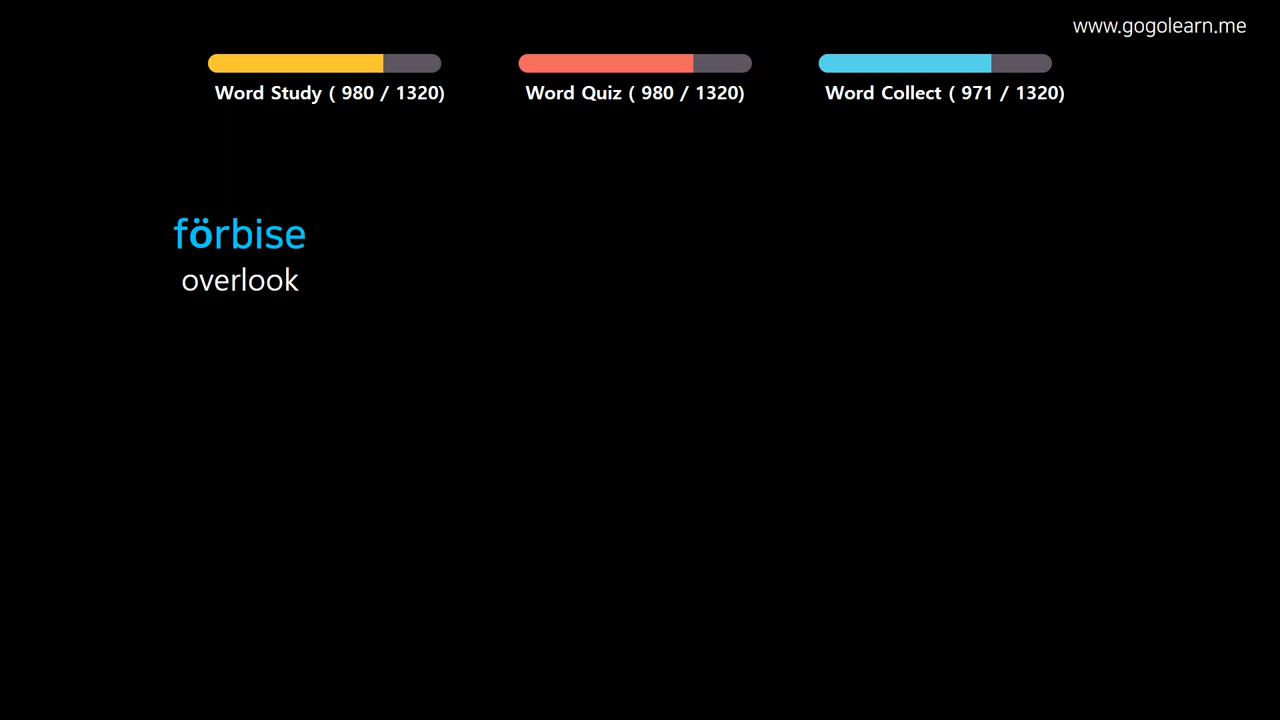 www.gogolearn.me
Word Study ( 980 / 1320)
Word Quiz ( 980 / 1320)
Word Collect ( 971 / 1320)
förbise
overlook